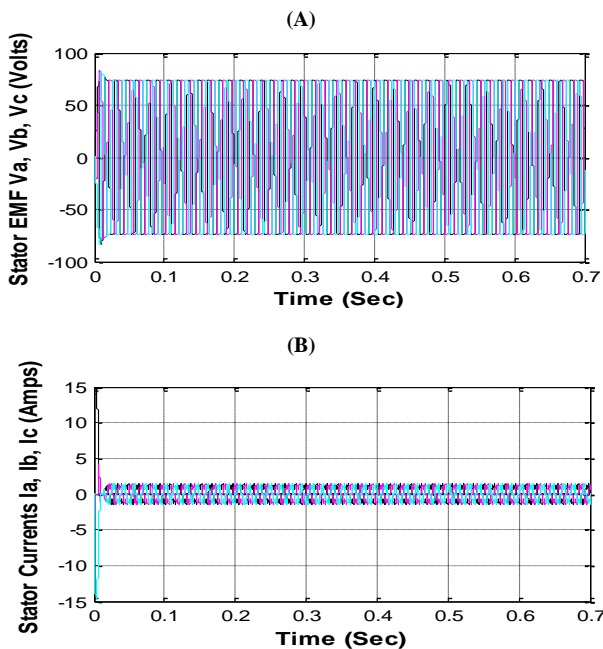 (A)
Stator EMF Va, Vb, Vc (Volts)
100
50
0
-50
-100
0 0.1 0.2 0.3 0.4 0.5 0.6 0.7
Time (Sec)
(B)
Stator Currents Ia, Ib, Ic (Amps)
15
10
5
0
-5
-10
-15
0 0.1 0.2 0.3 0.4 0.5 0.6 0.7
Time (Sec)